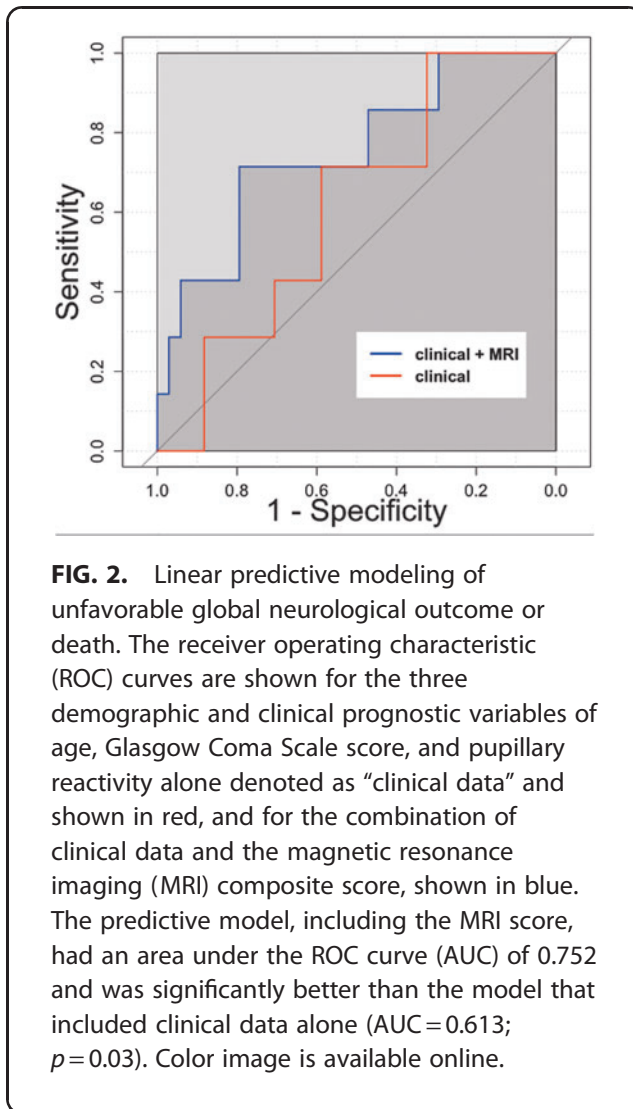 1.0
0.8
0.6
0.4
0.2
0.0
Sensitivity
clinical + MRI
clinical
1.0 0.8 0.6 0.4 0.2 0.0
1 - Specificity
FIG. 2. Linear predictive modeling of
unfavorable global neurological outcome or
death. The receiver operating characteristic
(ROC) curves are shown for the three
demographic and clinical prognostic variables of
age, Glasgow Coma Scale score, and pupillary
reactivity alone denoted as “clinical data” and
shown in red, and for the combination of
clinical data and the magnetic resonance
imaging (MRI) composite score, shown in blue.
The predictive model, including the MRI score,
had an area under the ROC curve (AUC) of 0.752
and was significantly better than the model that
included clinical data alone (AUC = 0.613;
p = 0.03). Color image is available online.